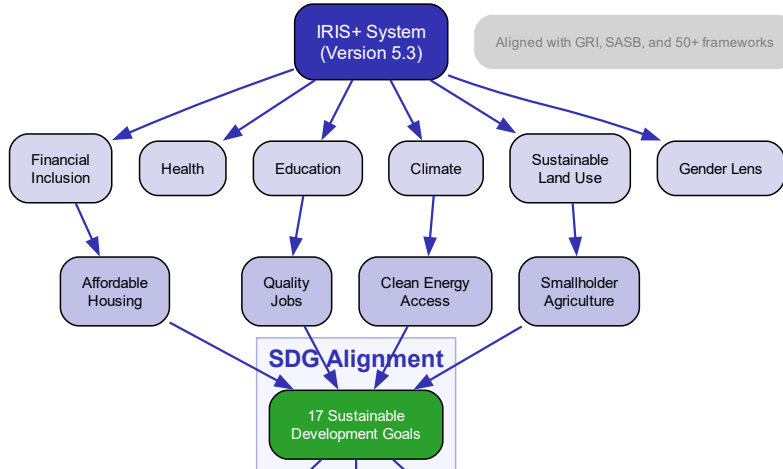 IRIS+ System
(Version 5.3)
Aligned with GRI, SASB, and 50+ frameworks
Financial
Inclusion
Health
Education
Climate
Sustainable
Land Use
Gender Lens
Affordable
Housing
Quality
Jobs
Clean Energy
Access
Smallholder
Agriculture
SDG Alignment
17 Sustainable
Development Goals